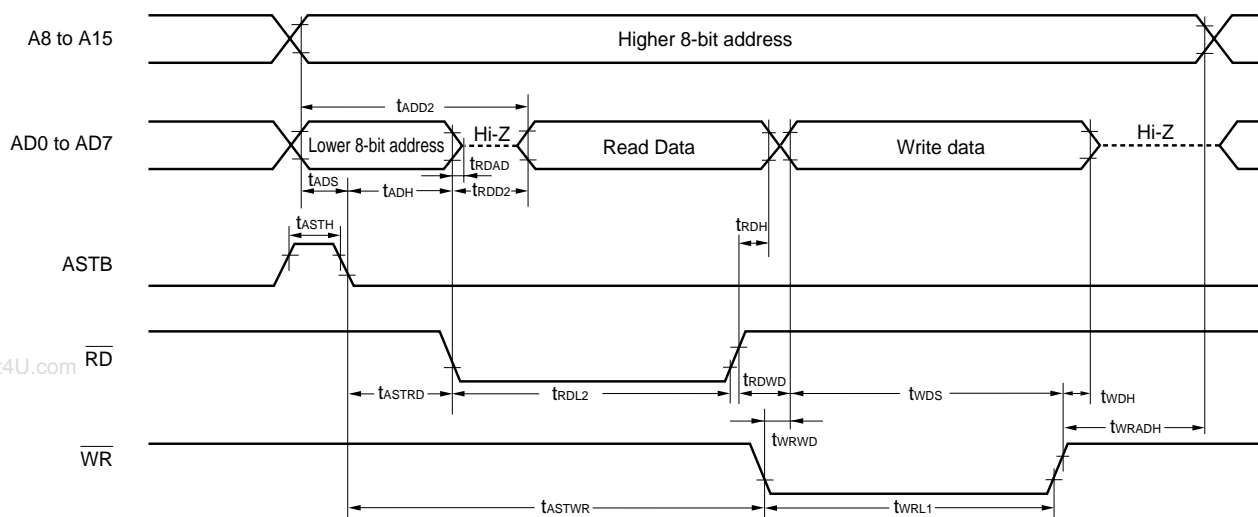 A8 to A15
Higher 8-bit address
tADD2
AD0 to AD7
Lower 8-bit address
Hi-Z
Read Data
Write data
Hi-Z
tRDAD
tADS
tADH
tRDD2
tASTH
tRDH
ASTB
RD
t4U.com
tASTRD
tRDL2
tRDWD
tWDS
tWDH
tWRWD
tWRADH
WR
tASTWR
tWRL1